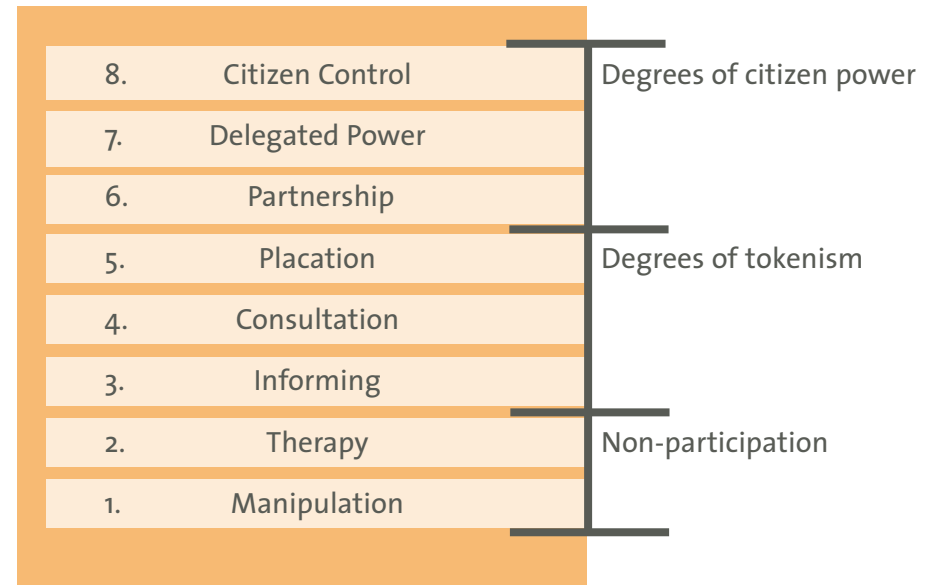 8. Citizen Control Degrees of citizen power
7. Delegated Power
6. Partnership
5. Placation Degrees of tokenism
4. Consultation
3. Informing
2. Therapy Non-participation
1. Manipulation